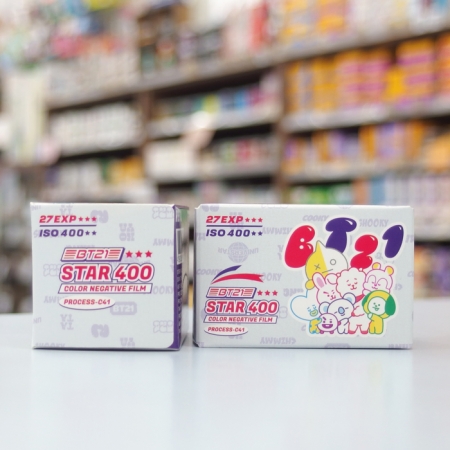 27EXP ★★★
ISO 400 ★★
BT21 ★★★
STAR 400
COLOR NEGATIVE FILM
PROCESS-C41
27EXP ★★★
ISO 400 ★★
BT21
BT21 ★★★
STAR 400
COLOR NEGATIVE FILM
PROCESS-C41